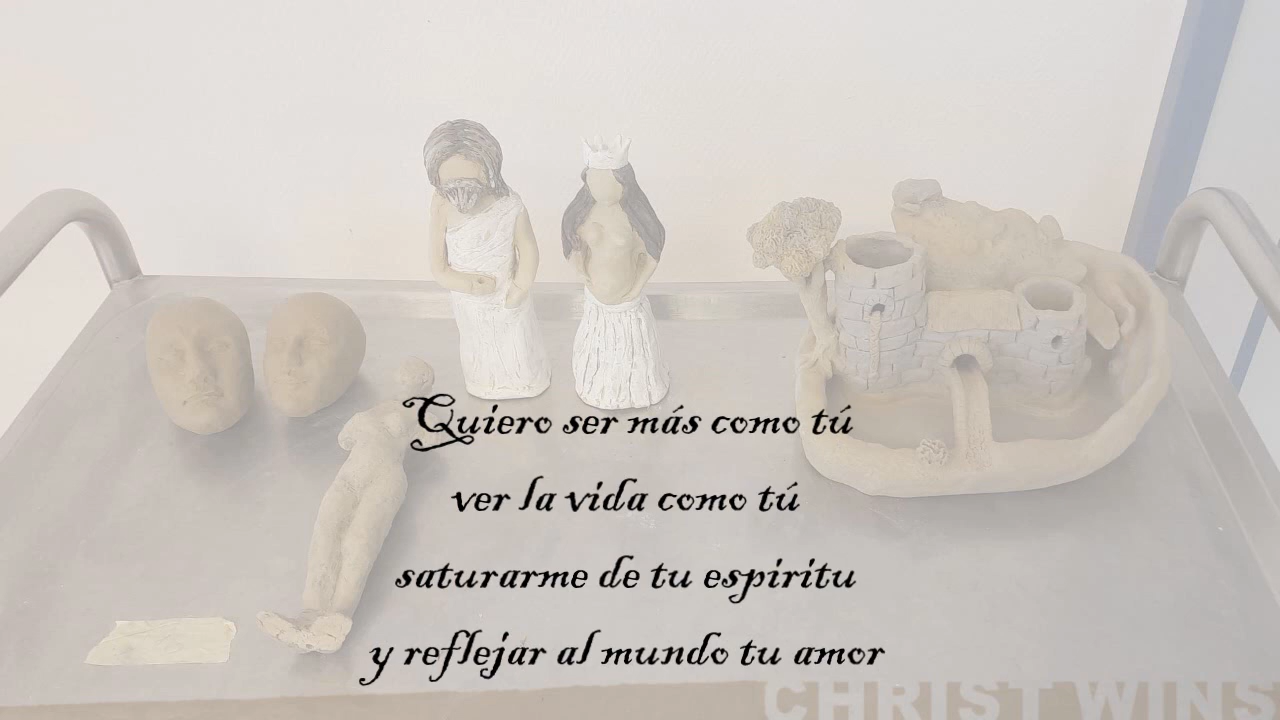 Quiero ser más como tú
ver la vida como tú
saturarme de tu espiritu
y reflejar al mundo tu amor
CHRIST WINS